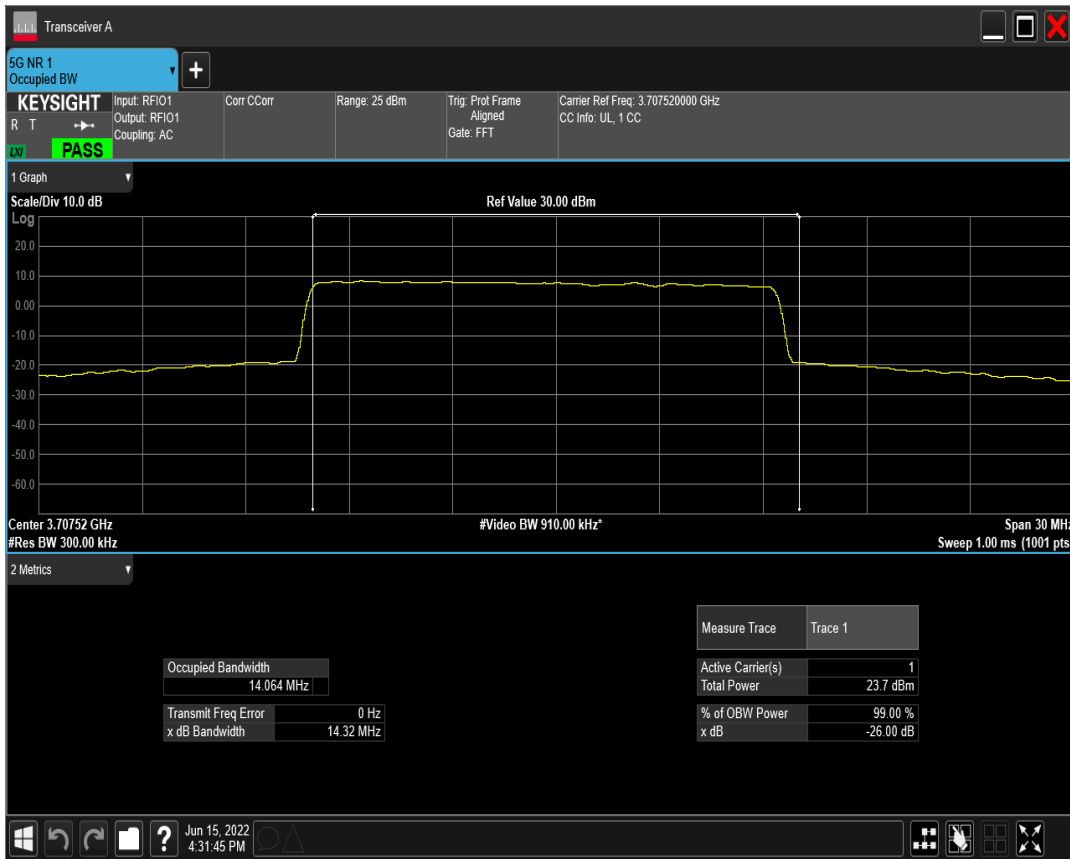 Transceiver A
5G NR 1
Occupied BW
KEYSIGHT
R T
LXI
PASS
Input: RFIO1
Output: RFIO1
Coupling: AC
Corr CCorr
Range: 25 dBm
Trig: Prot Frame
Aligned
Gate: FFT
Carrier Ref Freq: 3.707520000 GHz
CC Info: UL, 1 CC
1 Graph
Scale/Div 10.0 dB
Ref Value 30.00 dBm
Log
20.0
10.0
0.00
-10.0
-20.0
-30.0
-40.0
-50.0
-60.0
Center 3.70752 GHz
#Video BW 910.00 kHz*
Span 30 MHz
#Res BW 300.00 kHz
Sweep 1.00 ms (1001 pts
2 Metrics
Measure Trace Trace 1
Occupied Bandwidth
14.064 MHz
Active Carrier(s) 1
Total Power 23.7 dBm
Transmit Freq Error 0 Hz
x dB Bandwidth 14.32 MHz
% of OBW Power 99.00 %
x dB -26.00 dB
?
Jun 15, 2022
4:31:45 PM